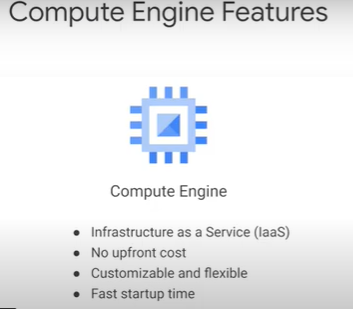 Compute Engine Features
Compute Engine
● Infrastructure as a Service (IaaS)
● No upfront cost
● Customizable and flexible
● Fast startup time